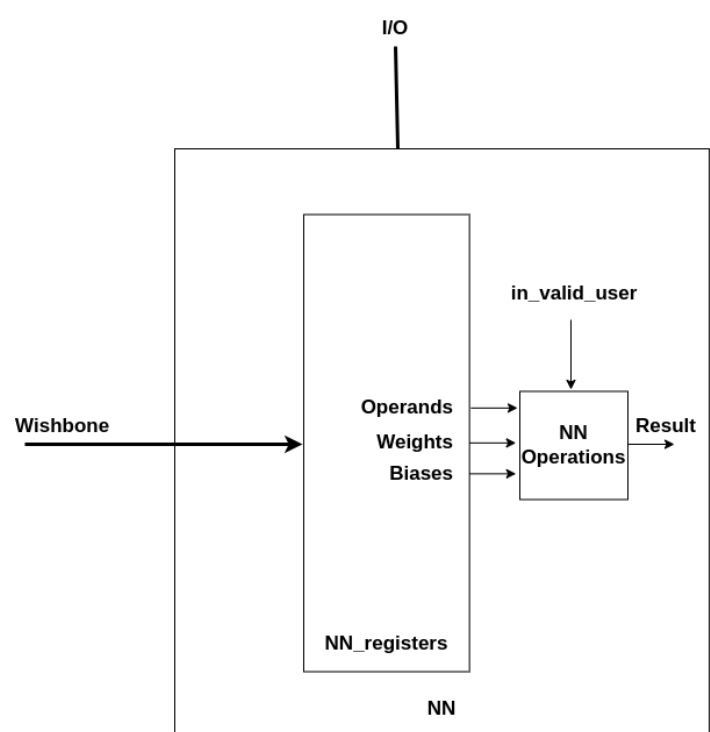 I/O
in_valid_user
Wishbone
Operands
Weights
Biases
NN
Operations
Result
NN_registers
NN